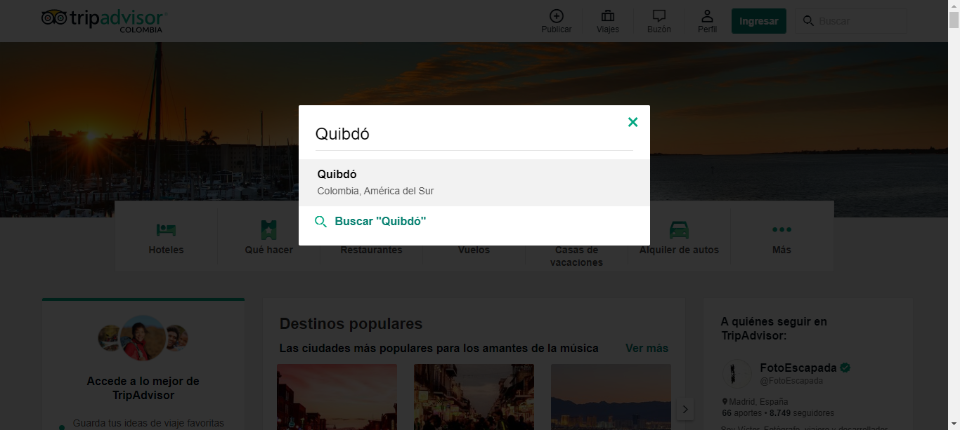 tripadvisor
COLOMBIA
Publicar
Viajes
Buzón
Perfil
Ingresar
Buscar
Quibdó
Quibdó
Colombia, América del Sur
Buscar "Quibdó"
Hoteles
Qué hacer
Restaurantes
Vuelos
Casas de
vacaciones
Alquiler de autos
Más
Accede a lo mejor de
TripAdvisor
Guarda tus ideas de viaje favoritas
Destinos populares
Las ciudades más populares para los amantes de la música
Ver más
A quiénes seguir en
TripAdvisor:
FotoEscapada
@FotoEscapada
Madrid, España
66 aportes • 8.749 seguidores